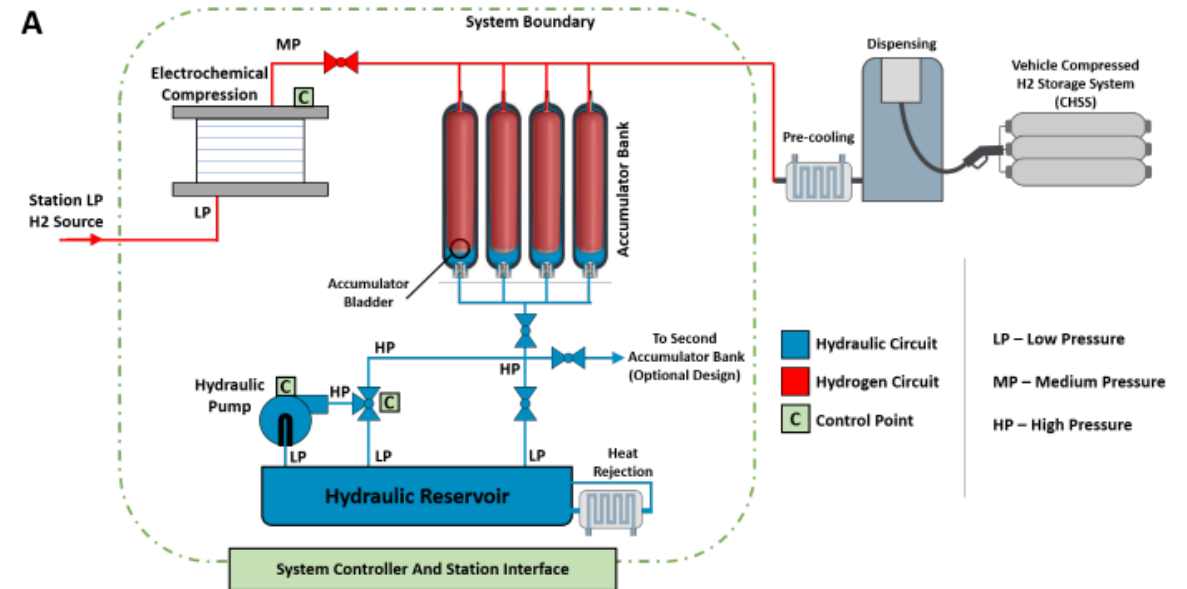 A
System Boundary
MP
Electrochemical
Compression
C
Station LP
H2 Source
LP
Accumulator
Bladder
Accumulator Bank
Dispensing
Pre-cooling
Vehicle Compressed
H2 Storage System
(CHSS)
HP
HP
To Second
Accumulator Bank
(Optional Design)
Hydraulic
Pump
C
HP
C
LP
LP
LP
Heat
Rejection
Hydraulic Reservoir
System Controller And Station Interface
Hydraulic Circuit
Hydrogen Circuit
C
Control Point
LP – Low Pressure
MP – Medium Pressure
HP – High Pressure